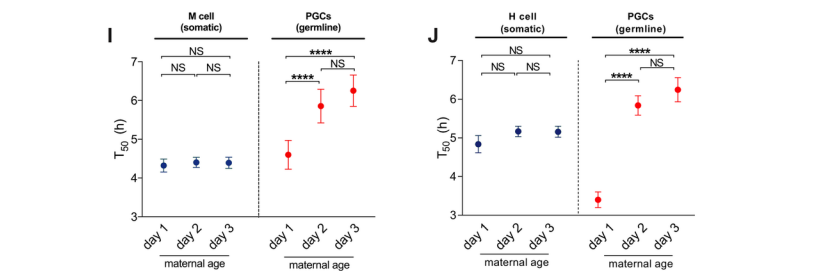 I
M cell
(somatic)
PGCs
(germline)
NS
NS
NS
****
NS
****
7
6
5
4
3
T50 (h)
day 1
day 2
day 3
day 1
day 2
day 3
maternal age
maternal age
J
H cell
(somatic)
PGCs
(germline)
NS
NS
NS
****
NS
****
7
6
5
4
3
T50 (h)
day 1
day 2
day 3
day 1
day 2
day 3
maternal age
maternal age